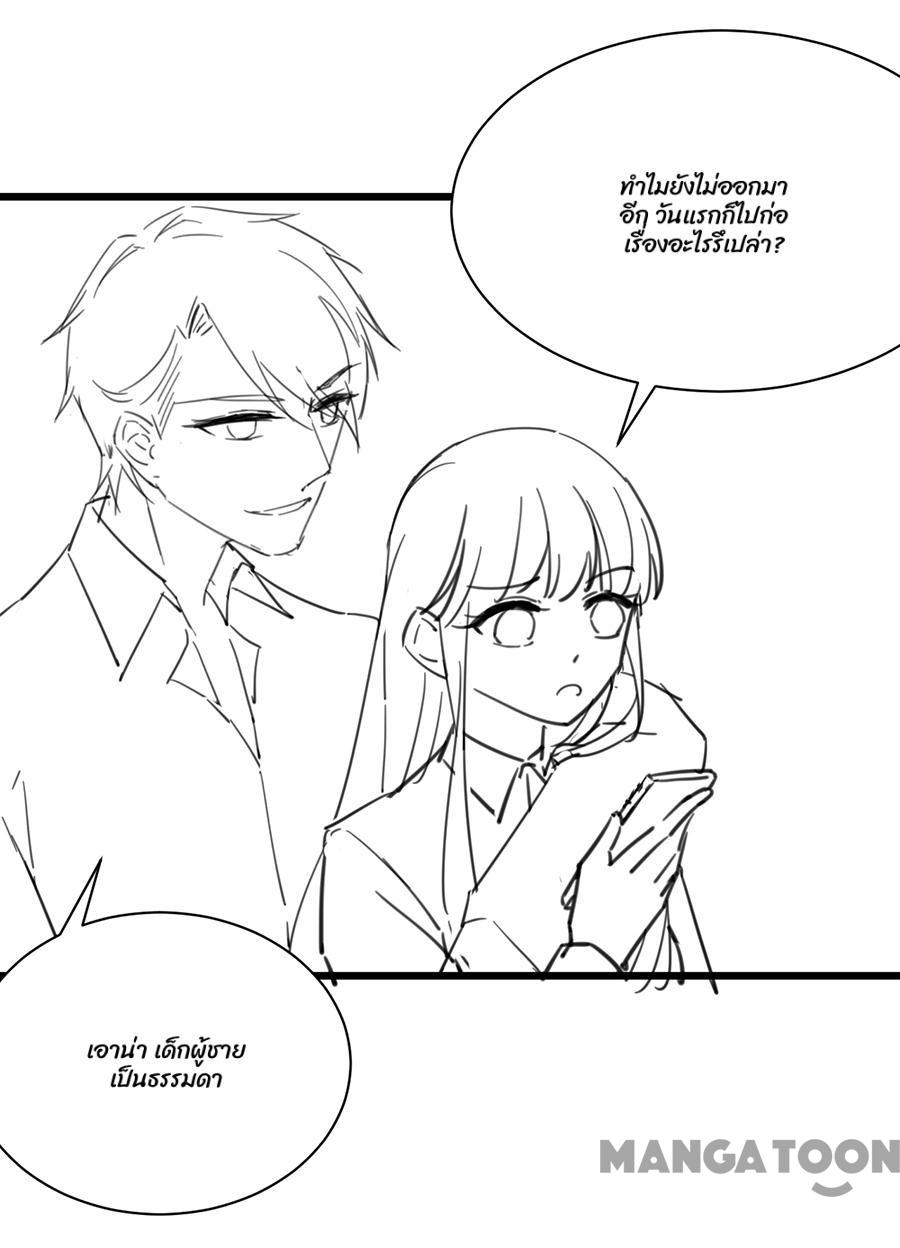 ทำไมยังไม่ออกมา
อีก วันแรกก็ไปก่อ
เรื่องอะไรรึเปล่า?
เอาน่า เด็กผู้ชาย
เป็นธรรมดา
MANGATOON